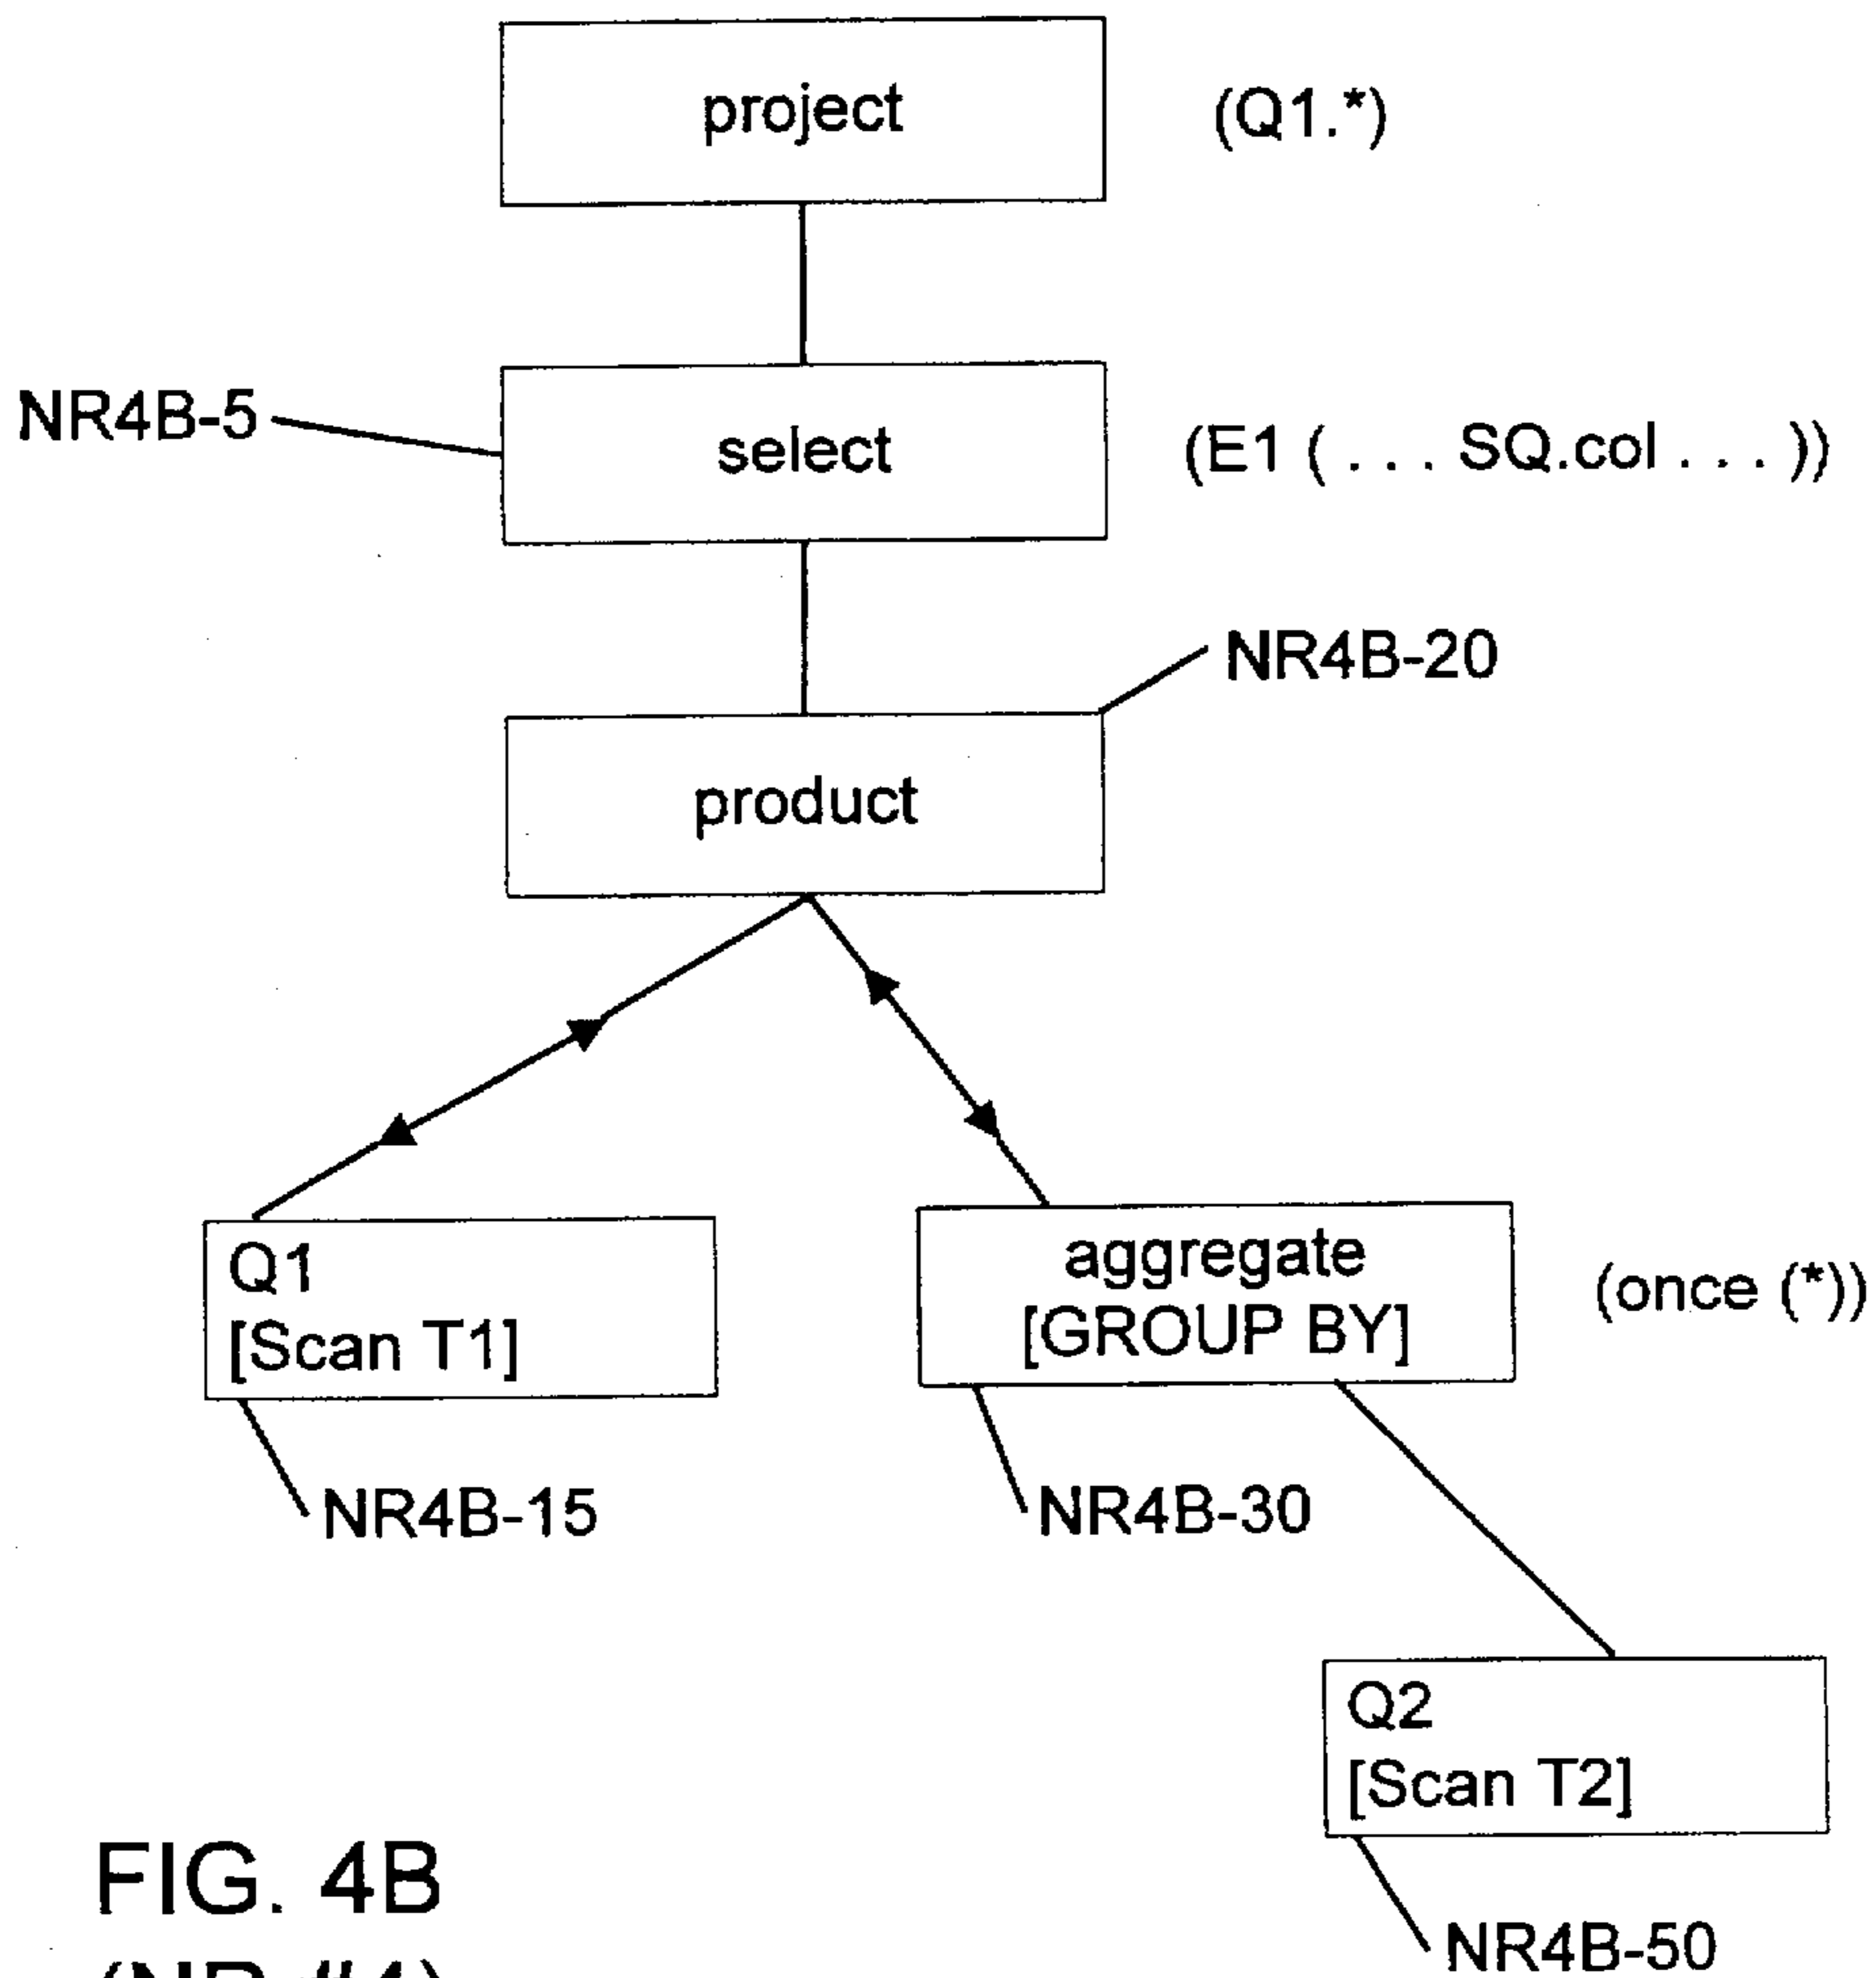 project
(Q1.*)
NR4B-5
select
(E1 ( . . . SQ.col . . . ))
NR4B-20
product
Q1
[Scan T1]
aggregate
[GROUP BY]
(once (*))
NR4B-15
NR4B-30
Q2
[Scan T2]
NR4B-50
FIG. 4B